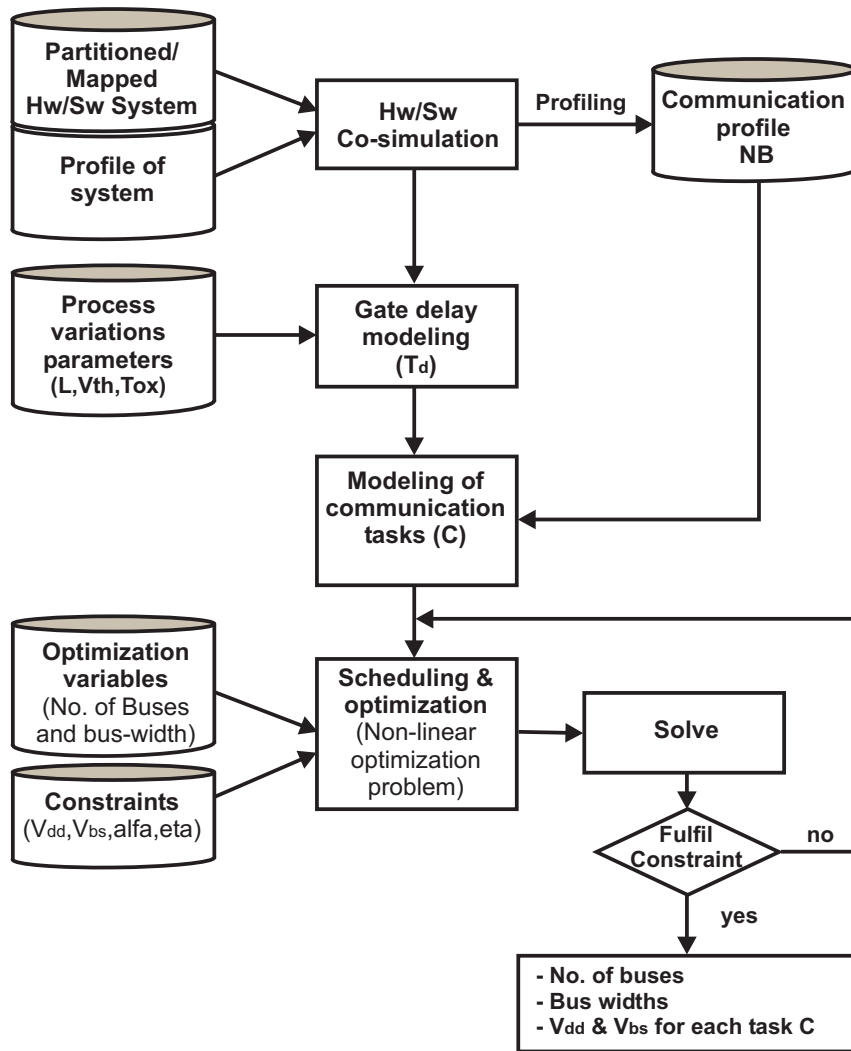 Partitioned/
Mapped
Hw/Sw System
Profile of
system
Hw/Sw
Co-simulation
Profiling
Communication
profile
NB
Process
variations
parameters
(L,Vth,Tox)
Gate delay
modeling
(Td)
Modeling of
communication
tasks (C)
Optimization
variables
(No. of Buses
and bus-width)
Constraints
(Vdd,Vbs,alfa,eta)
Scheduling &
optimization
(Non-linear
optimization
problem)
Solve
Fulfil
Constraint
no
yes
- No. of buses
- Bus widths
- Vdd & Vbs for each task C